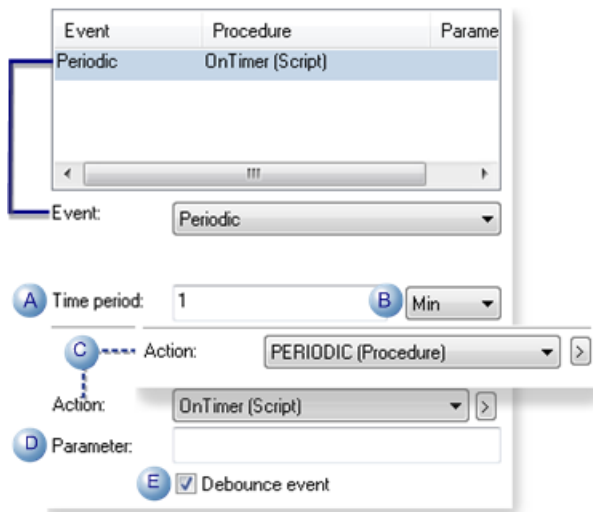 Event Procedure Parame
Periodic OnTimer (Script)
Event: Periodic
A Time period: 1 B Min
C Action: PERIODIC (Procedure) >
Action: OnTimer (Script) >
D Parameter:
E Debounce event